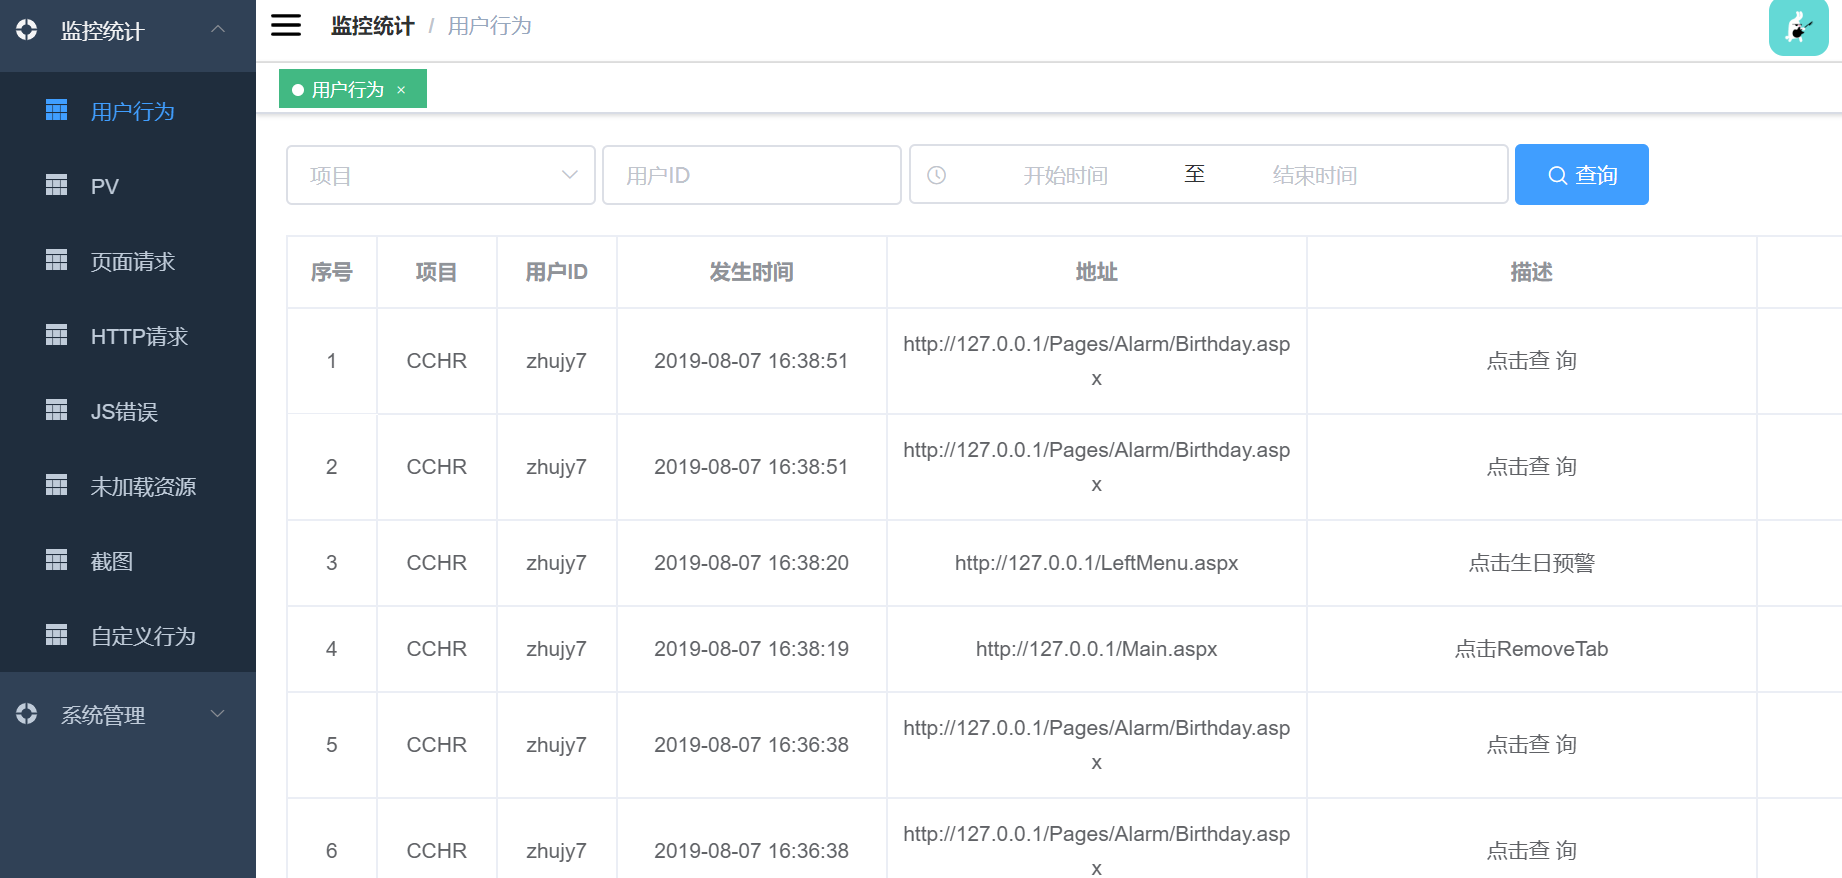 监控统计
用户行为
PV
页面请求
HTTP请求
JS错误
未加载资源
截图
自定义行为
系统管理
监控统计 / 用户行为
用户行为 ×
项目 用户ID 开始时间 至 结束时间 查询
序号 项目 用户ID 发生时间 地址 描述
1 CCHR zhujy7 2019-08-07 16:38:51 http://127.0.0.1/Pages/Alarm/Birthday.asp
x 点击查 询
2 CCHR zhujy7 2019-08-07 16:38:51 http://127.0.0.1/Pages/Alarm/Birthday.asp
x 点击查 询
3 CCHR zhujy7 2019-08-07 16:38:20 http://127.0.0.1/LeftMenu.aspx 点击生日预警
4 CCHR zhujy7 2019-08-07 16:38:19 http://127.0.0.1/Main.aspx 点击RemoveTab
5 CCHR zhujy7 2019-08-07 16:36:38 http://127.0.0.1/Pages/Alarm/Birthday.asp
x 点击查 询
6 CCHR zhujy7 2019-08-07 16:36:38 http://127.0.0.1/Pages/Alarm/Birthday.asp
x 点击查 询